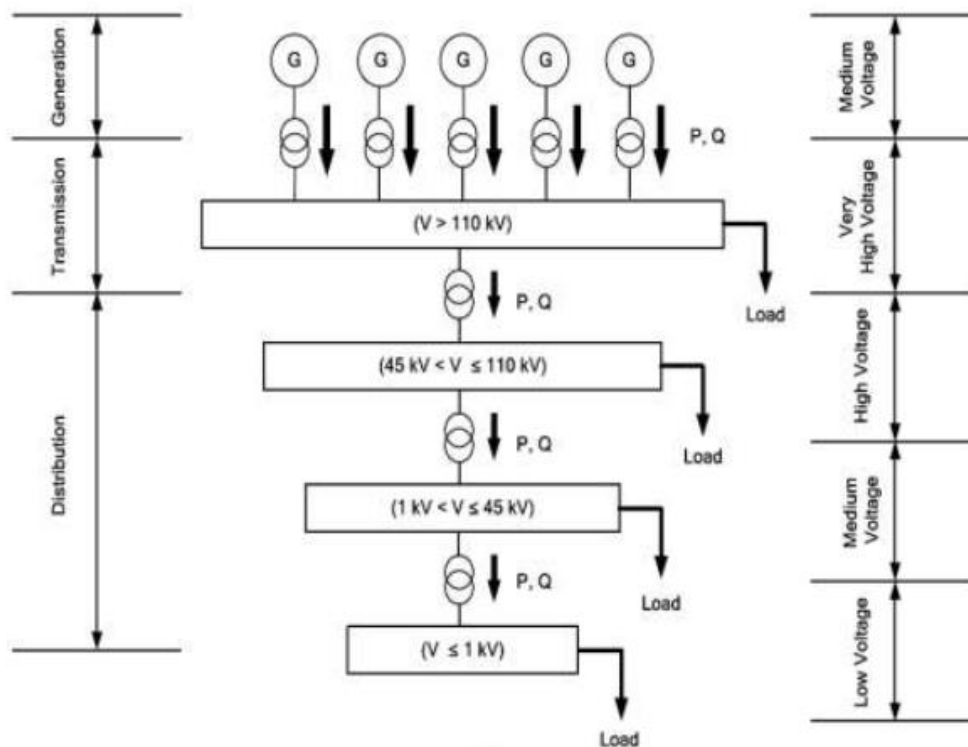 Generation
Transmission
Distribution
G
G
G
G
G
P, Q
(V > 110 kV)
Load
P, Q
(45 kV < V ≤ 110 kV)
Load
P, Q
(1 kV < V ≤ 45 kV)
Load
P, Q
(V ≤ 1 kV)
Load
Medium
Voltage
Very
High Voltage
High Voltage
Medium
Voltage
Low Voltage